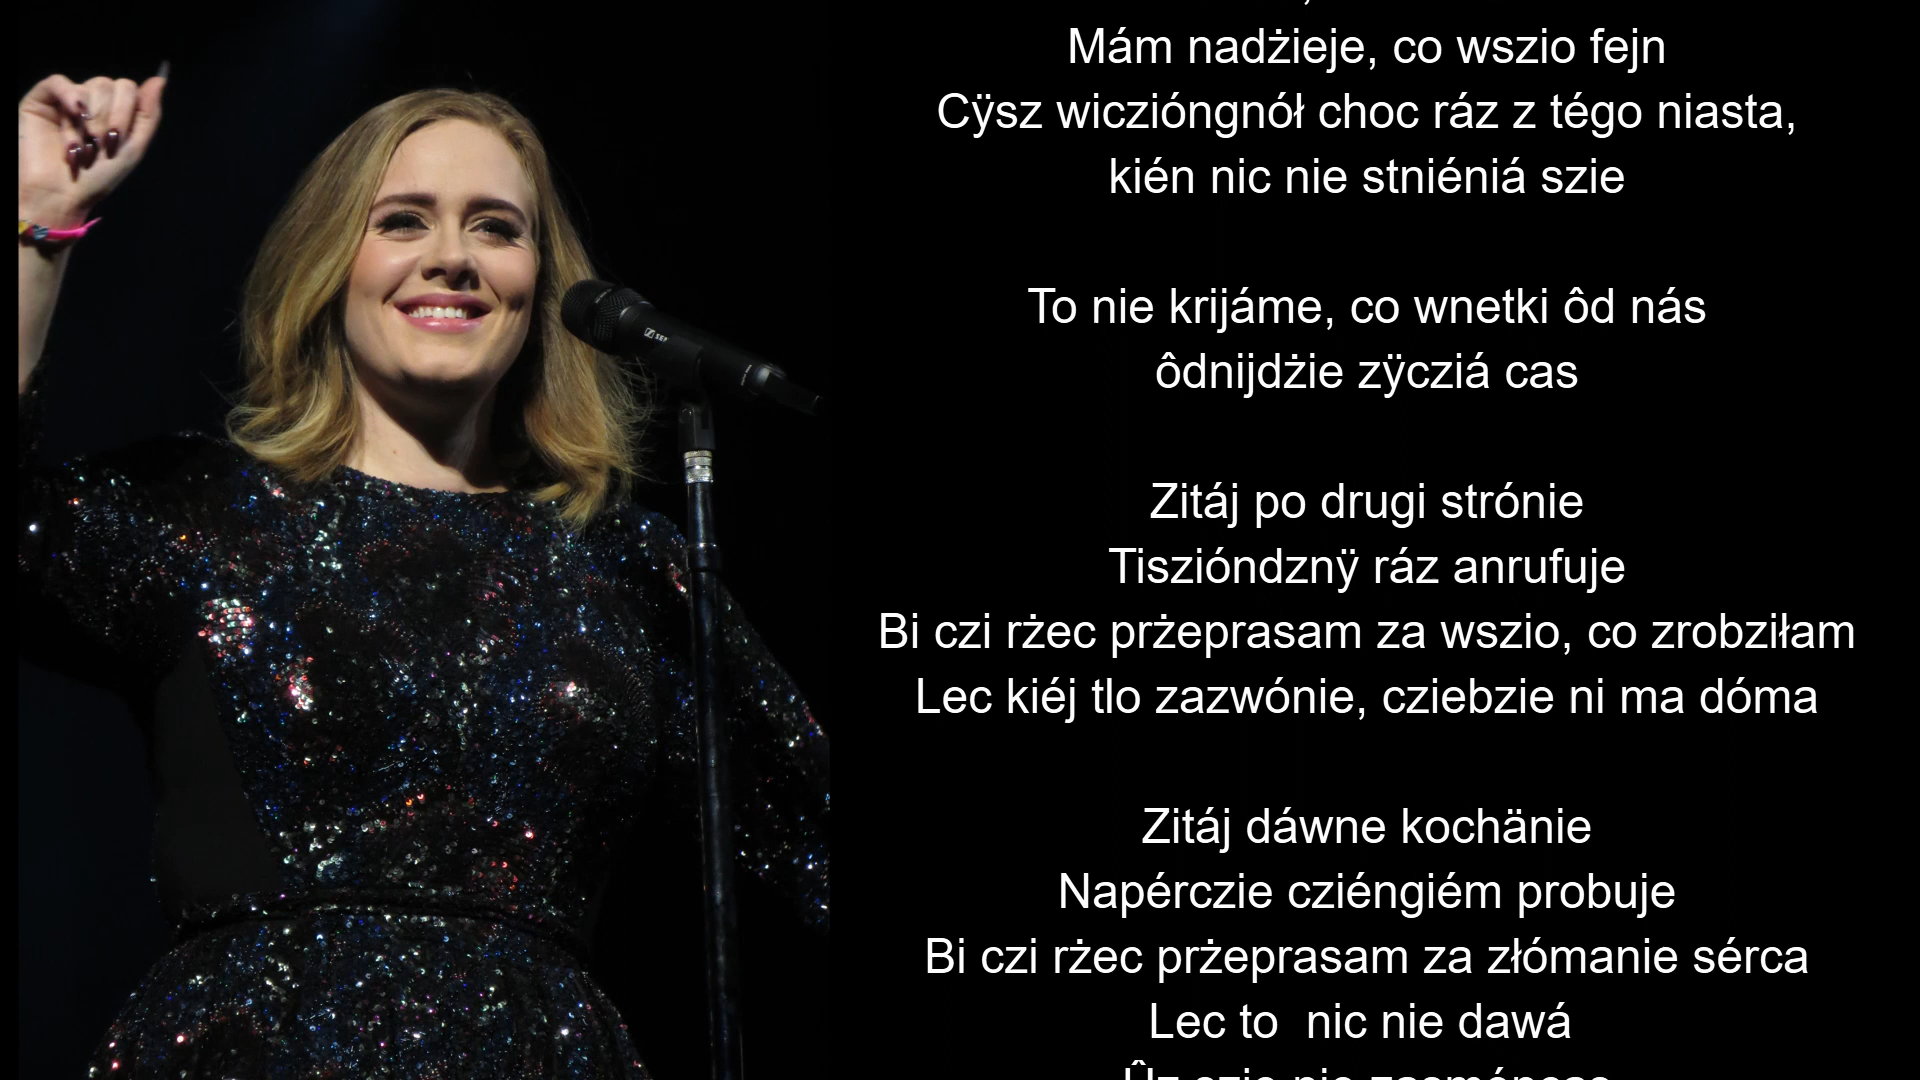 Mám nadżieje, co wszio fejn
Cÿsz wiczióngnół choc ráz z tégo niasta,
kién nic nie stniéniá szie
To nie krijáme, co wnetki ôd nás
ôdnijdżie zÿcziá cas
Zitáj po drugi strónie
Tiszióndznÿ ráz anrufuje
Bi czi rżec prżeprasam za wszio, co zrobziłam
Lec kiéj tlo zazwónie, cziebzie ni ma dóma
Zitáj dáwne kochänie
Napérczie cziéngiém probuje
Bi czi rżec prżeprasam za złómanie sérca
Lec to  nic nie dawá